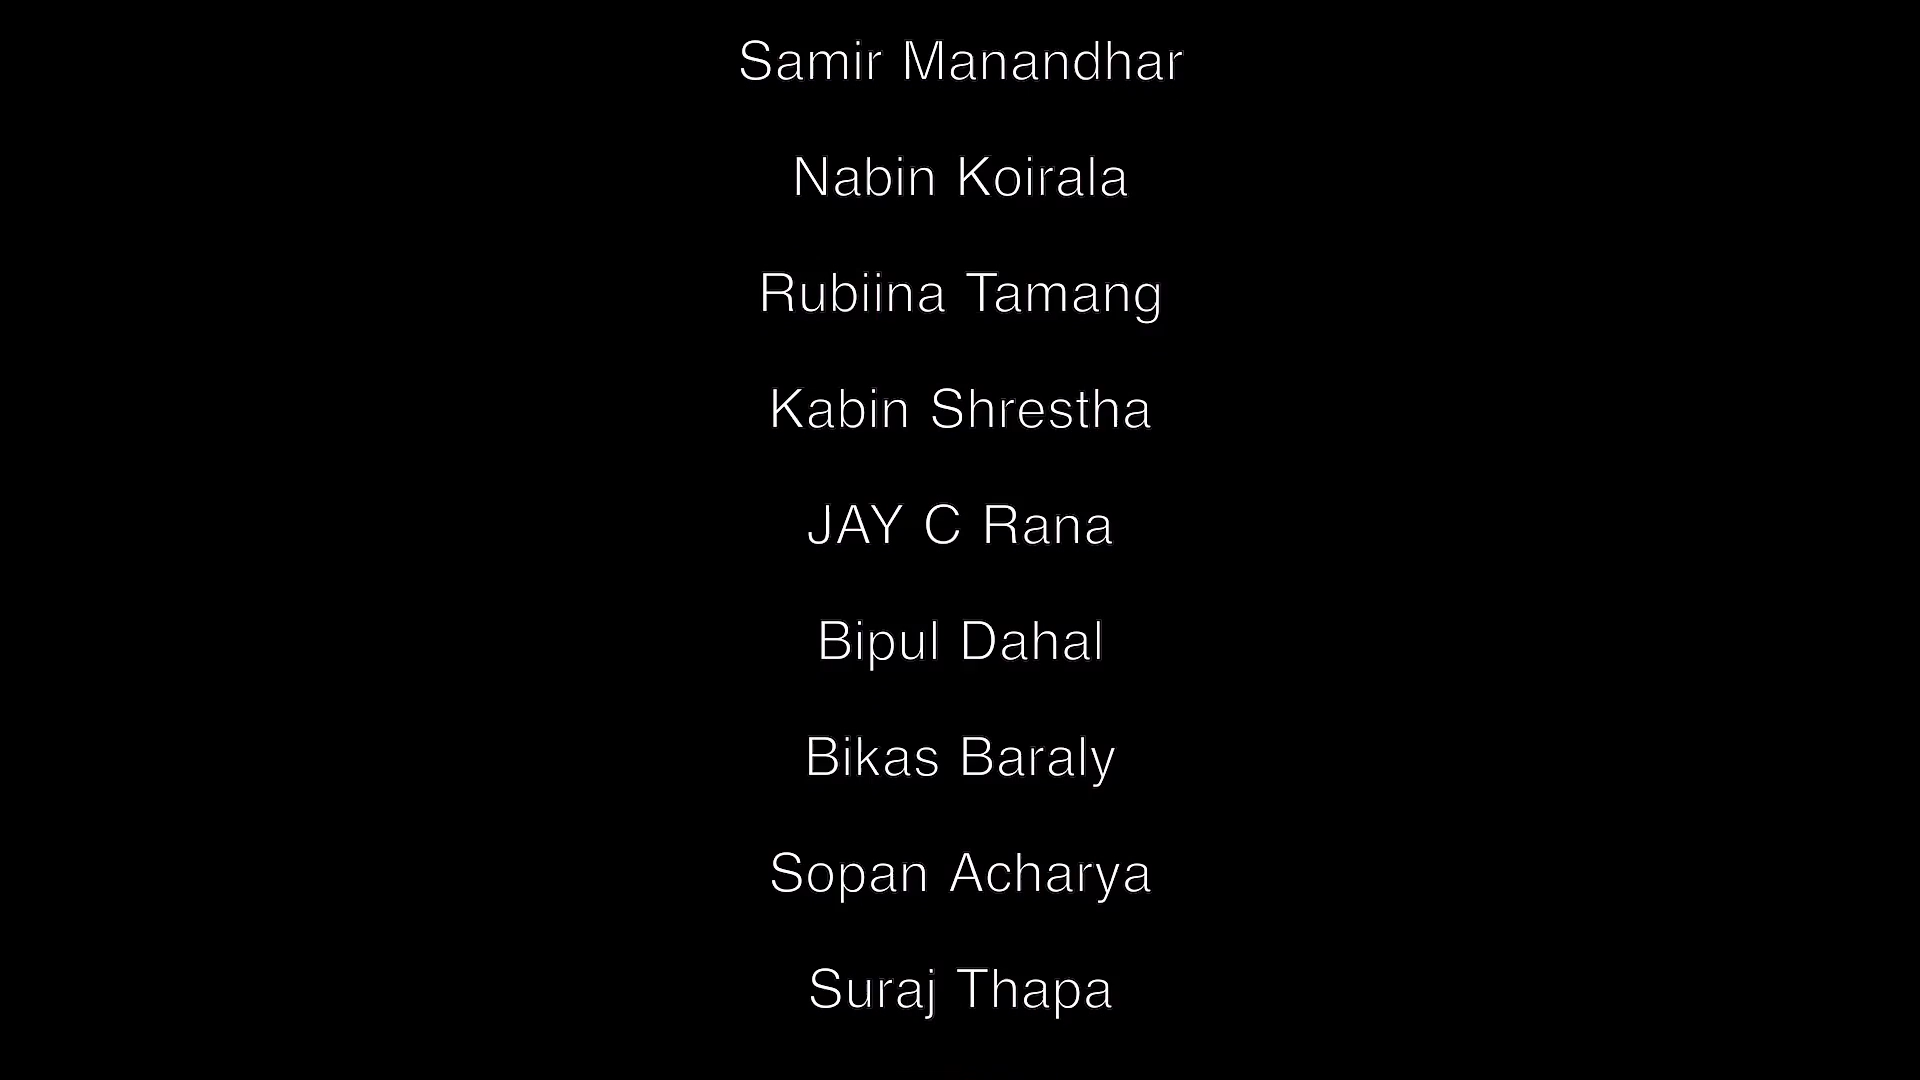 Samir Manandhar
Nabin Koirala
Rubiina Tamang
Kabin Shrestha
JAY C Rana
Bipul Dahal
Bikas Baraly
Sopan Acharya
Suraj Thapa